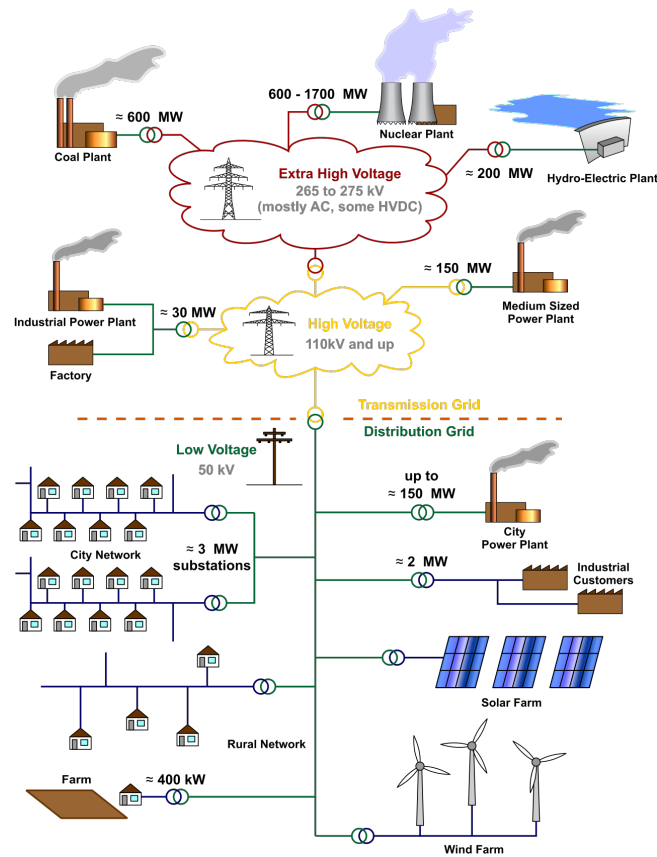 600 - 1700 MW
Nuclear Plant
≈ 600 MW
Coal Plant
Extra High Voltage
265 to 275 kV
(mostly AC, some HVDC)
≈ 200 MW
Hydro-Electric Plant
≈ 150 MW
Medium Sized
Power Plant
≈ 30 MW
Industrial Power Plant
Factory
High Voltage
110kV and up
Transmission Grid
Distribution Grid
Low Voltage
50 kV
City Network
≈ 3 MW
substations
up to
≈ 150 MW
City
Power Plant
≈ 2 MW
Industrial
Customers
Solar Farm
Rural Network
Farm
≈ 400 kW
Wind Farm